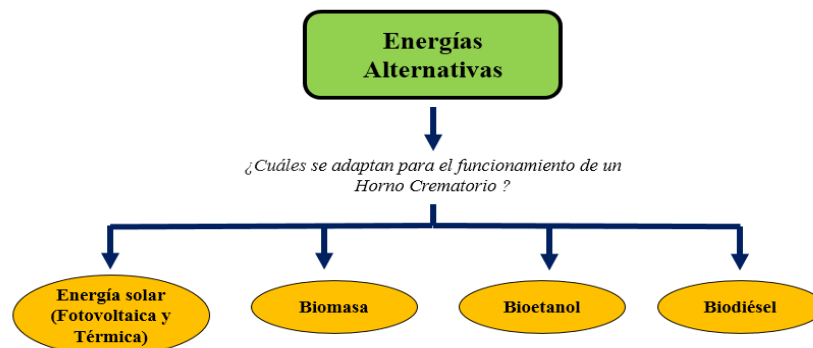 Energías
Alternativas
¿Cuáles se adaptan para el funcionamiento de un
Horno Crematorio ?
Energía solar
(Fotovoltaica y
Térmica)
Biomasa
Bioetanol
Biodiésel